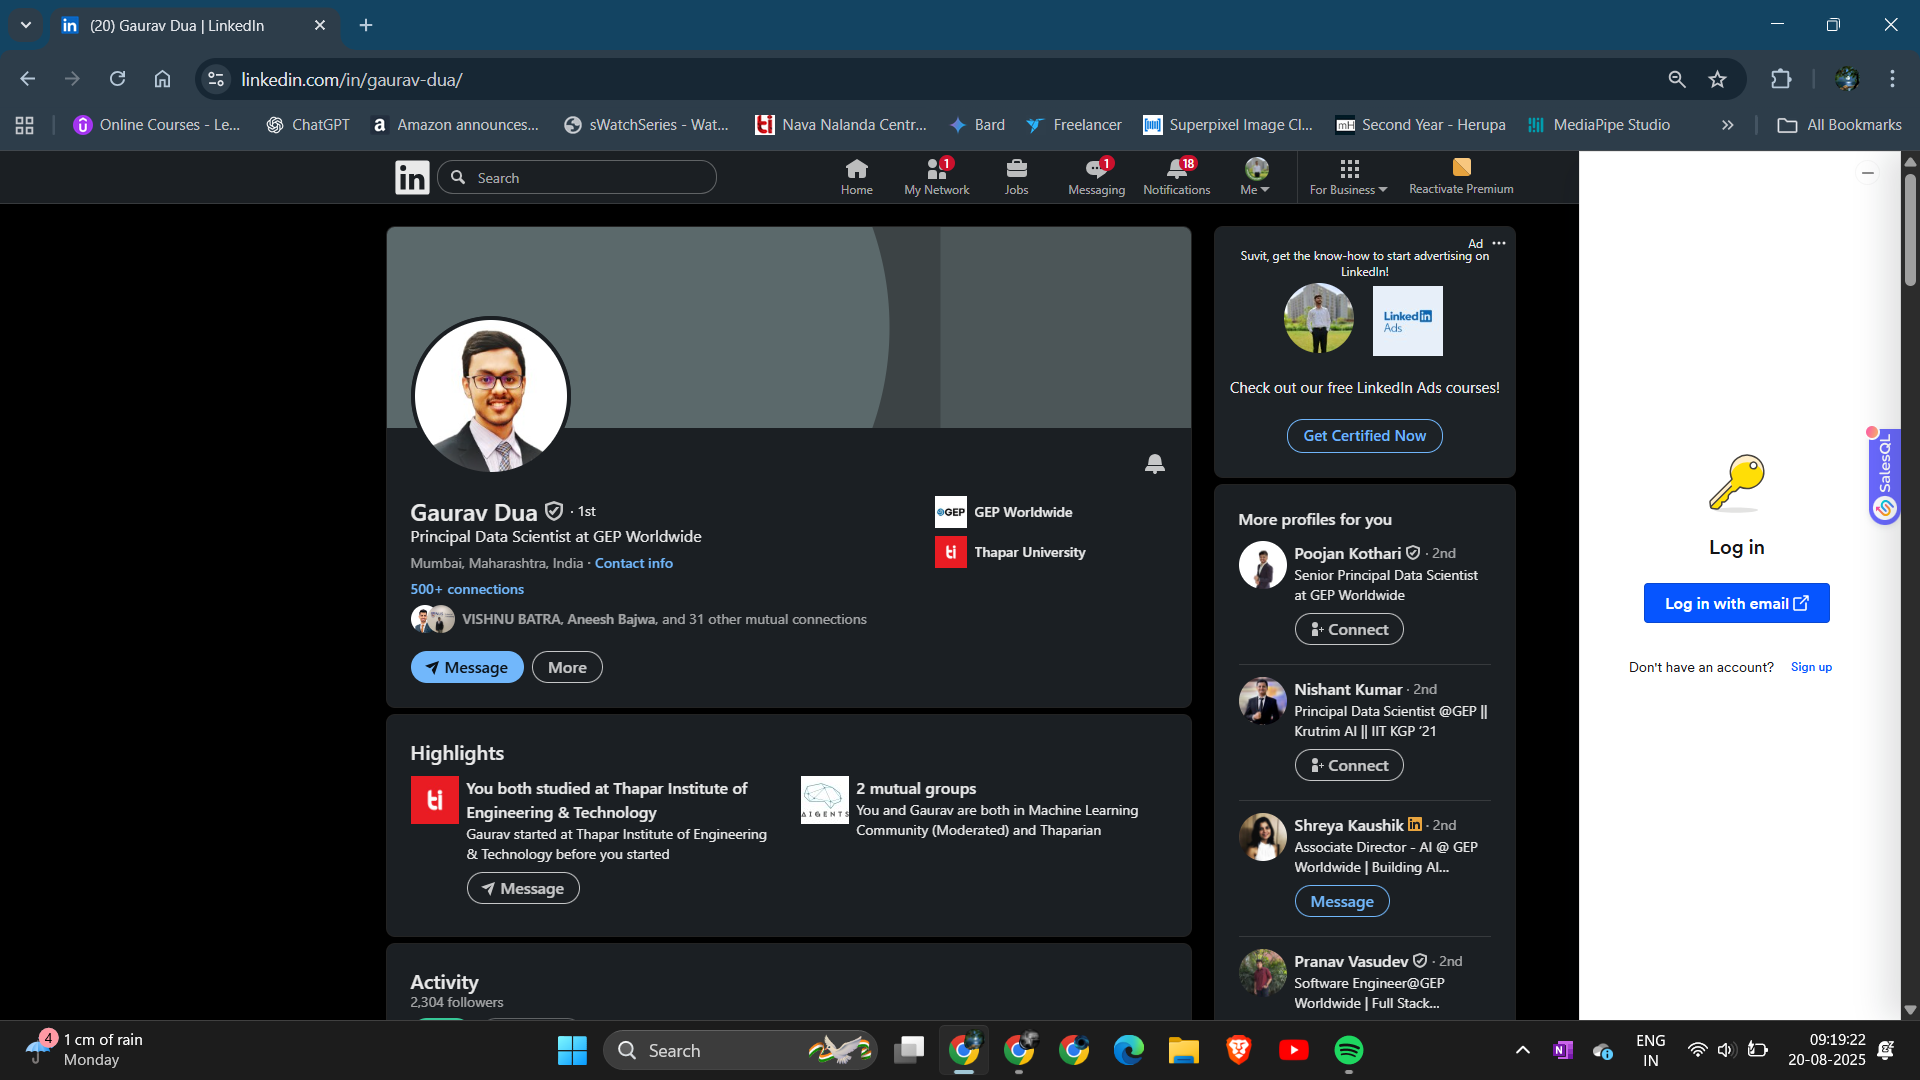 (20) Gaurav Dua | LinkedIn
linkedin.com/in/gaurav-dua/
Online Courses - Le...
ChatGPT
Amazon announces...
sWatchSeries - Wat...
Nava Nalanda Centr...
Bard
Freelancer
Superpixel Image Cl...
Second Year - Herupa
MediaPipe Studio
All Bookmarks
in
Search
Home
1
My Network
Jobs
1
Messaging
18
Notifications
Me
For Business
Reactivate Premium
Gaurav Dua · 1st
Principal Data Scientist at GEP Worldwide
Mumbai, Maharashtra, India · Contact info
500+ connections
VISHNU BATRA, Aneesh Bajwa, and 31 other mutual connections
Message
More
GEP
GEP Worldwide
ti
Thapar University
Highlights
ti
You both studied at Thapar Institute of
Engineering & Technology
Gaurav started at Thapar Institute of Engineering
& Technology before you started
Message
AIGENTS
2 mutual groups
You and Gaurav are both in Machine Learning
Community (Moderated) and Thaparian
Activity
2,304 followers
Ad
Suvit, get the know-how to start advertising on
LinkedIn!
Linked in
Ads
Check out our free LinkedIn Ads courses!
Get Certified Now
More profiles for you
Poojan Kothari · 2nd
Senior Principal Data Scientist
at GEP Worldwide
Connect
Nishant Kumar · 2nd
Principal Data Scientist @GEP ||
Krutrim AI || IIT KGP ‘21
Connect
Shreya Kaushik in · 2nd
Associate Director - AI @ GEP
Worldwide | Building AI...
Message
Pranav Vasudev · 2nd
Software Engineer@GEP
Worldwide | Full Stack...
SalesQL
Log in
Log in with email
Don't have an account? Sign up
4
1 cm of rain
Monday
Search
ENG
IN
09:19:22
20-08-2025